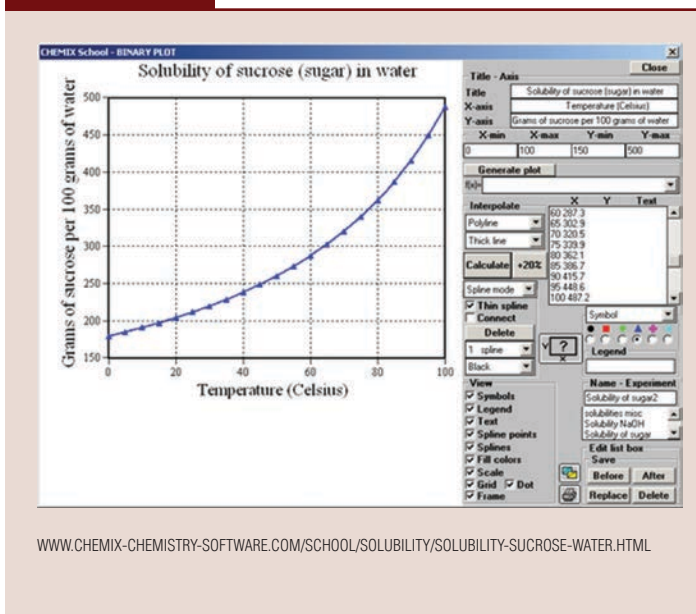 CHEMIX School - BINARY PLOT
Solubility of sucrose (sugar) in water
Grams of sucrose per 100 grams of water
500
450
400
350
300
250
200
150
0 20 40 60 80 100
Temperature (Celsius)
Close
Title - Axis
Title Solubility of sucrose (sugar) in water
X-axis Temperature (Celsius)
Y-axis Grams of sucrose per 100 grams of water
X-min X-max Y-min Y-max
0 100 150 500
Generate plot
f(x)=
Interpolate
Polyline
Thick line
Calculate +20%
Spline mode
Thin spline
Connect
Delete
1 spline
Black
X Y Text
60 287.3
65 302.9
70 320.5
75 339.9
80 362.1
85 386.7
90 415.7
95 448.6
100 487.2
Symbol
Y ? X
Legend
View
Symbols
Legend
Text
Spline points
Splines
Fill colors
Scale
Grid Dot
Frame
Name - Experiment
Solubility of sugar2
solubilities misc
Solubility NaOH
Solubility of sugar
Edit list box
Save
Before After
Replace Delete
WWW.CHEMIX-CHEMISTRY-SOFTWARE.COM/SCHOOL/SOLUBILITY/SOLUBILITY-SUCROSE-WATER.HTML